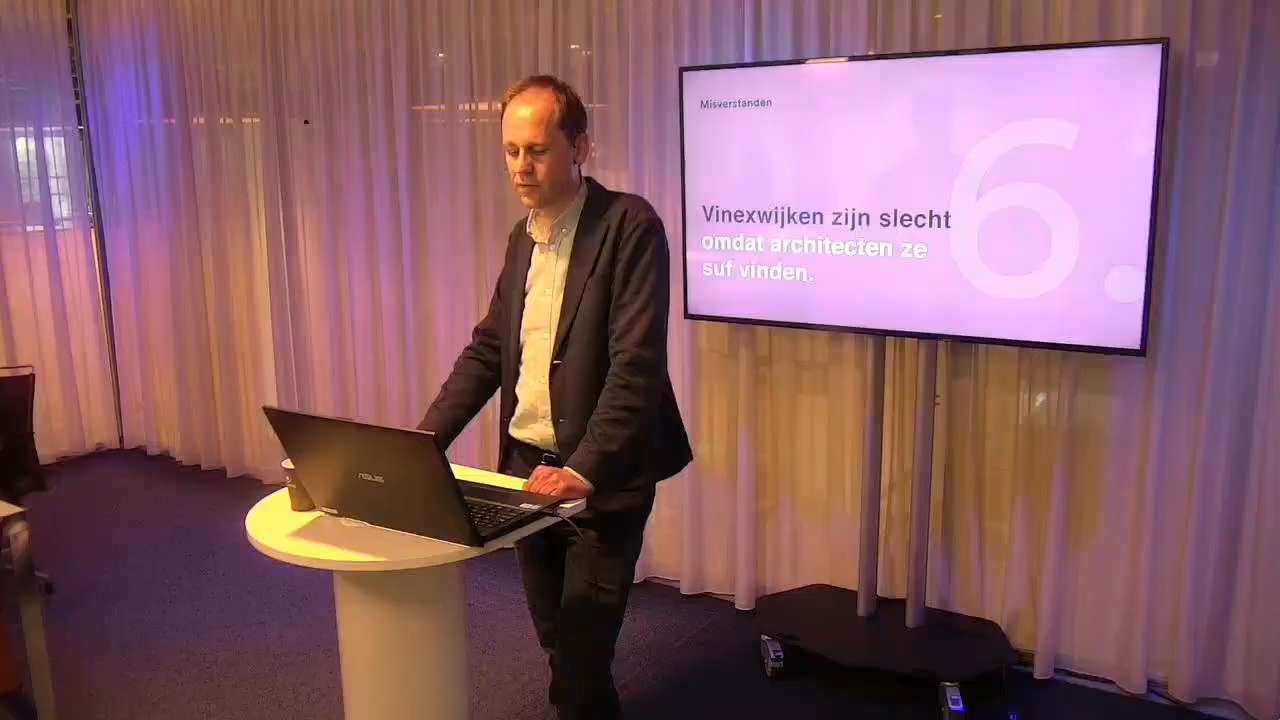 Misverstanden
6.
Vinexwijken zijn slecht
omdat architecten ze
suf vinden.
ASUS